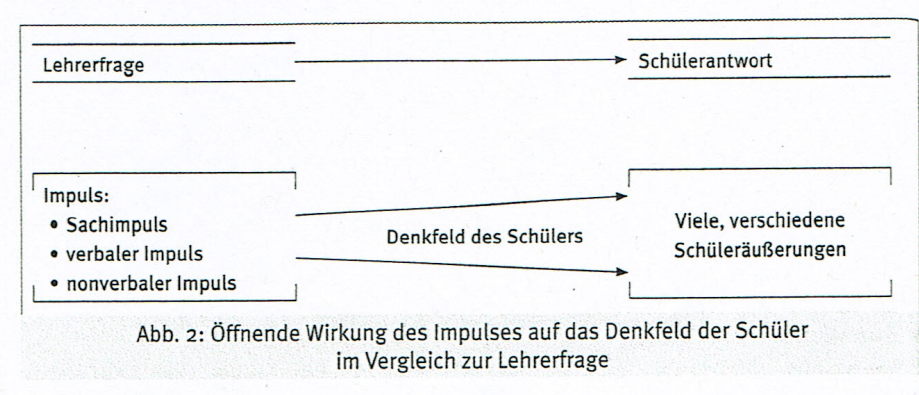 Lehrerfrage
Schülerantwort
Impuls:
• Sachimpuls
• verbaler Impuls
• nonverbaler Impuls
Denkfeld des Schülers
Viele, verschiedene
Schüleräußerungen
Abb. 2: Öffnende Wirkung des Impulses auf das Denkfeld der Schüler
im Vergleich zur Lehrerfrage